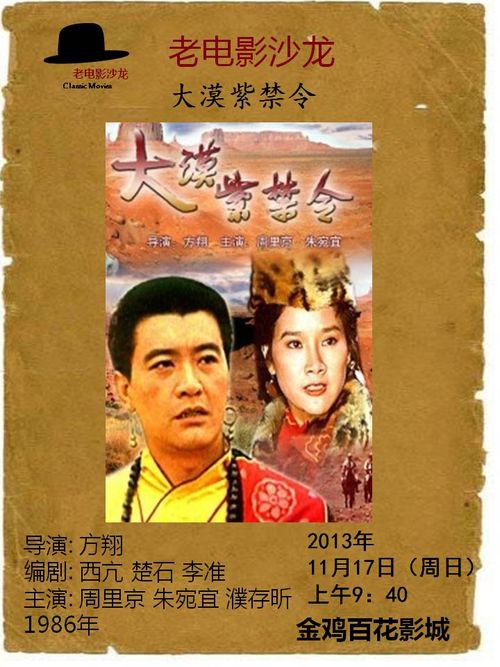 老电影沙龙
老电影沙龙
Classic Movies
大漠紫禁令
大漠紫禁令
导演: 方翔 主演: 周里京 朱宛宜
导演: 方翔
编剧: 西亢 楚石 李准
主演: 周里京 朱宛宜 濮存昕
1986年
2013年
11月17日（周日）
上午9：40
金鸡百花影城